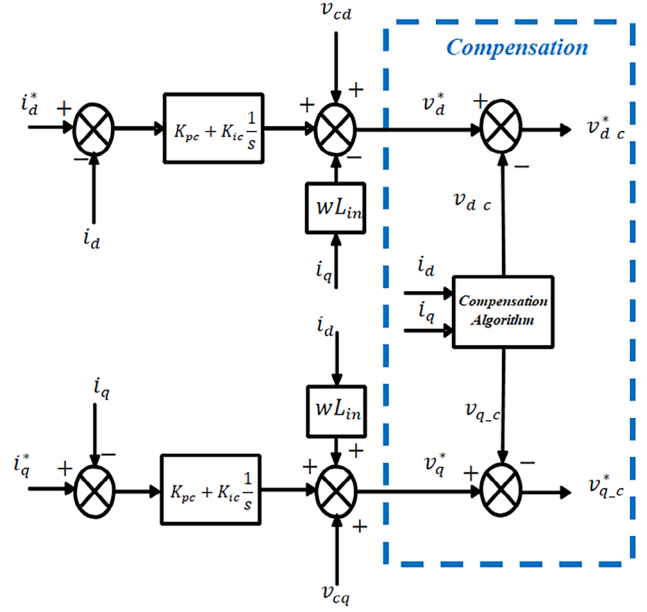 v_cd
Compensation
i_d^* + + + v_d^* + v_d c^*
K_pc + K_ic 1/s
− − −
wL_in v_d c
i_d
i_q i_d
i_q Compensation
Algorithm
i_d
i_q wL_in v_q_c
− + −
i_q^* + + v_q^* + v_q_c^*
K_pc + K_ic 1/s
+
v_cq